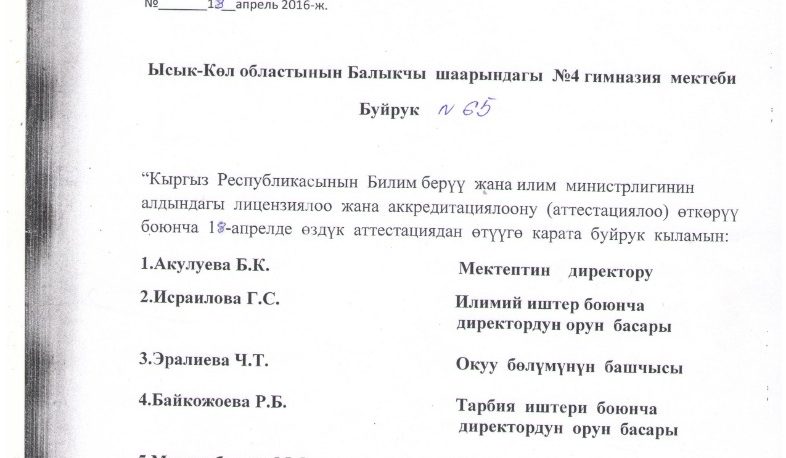 №_______18__апрель 2016-ж.
Ысык-Көл областынын Балыкчы шаарындагы №4 гимназия мектеби
Буйрук N 65
“Кыргыз Республикасынын Билим берүү жана илим министрлигинин
алдындагы лицензиялоо жана аккредитациялоону (аттестациялоо) өткөрүү
боюнча 18-апрелде өздүк аттестациядан өтүүгө карата буйрук кыламын:
1.Акулуева Б.К. Мектептин директору
2.Исраилова Г.С. Илимий иштер боюнча
директордун орун басары
3.Эралиева Ч.Т. Окуу бөлүмүнүн башчысы
4.Байкожоева Р.Б. Тарбия иштери боюнча
директордун орун басары